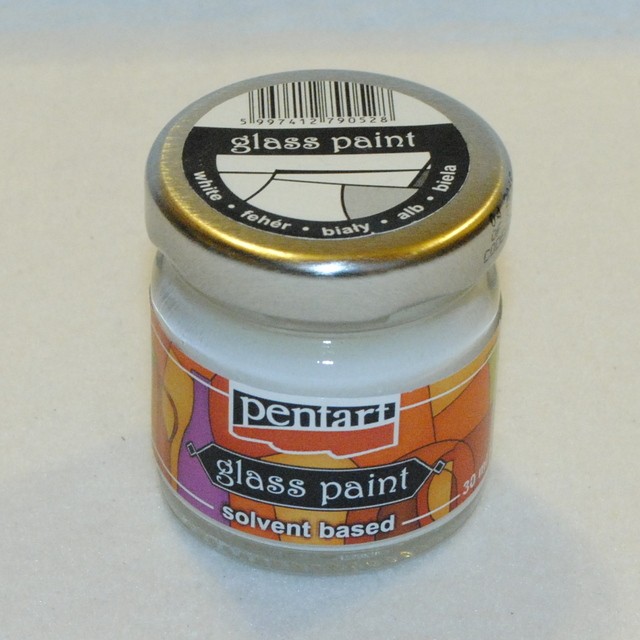 5 997412 790528
glass paint
white • fehér • biały • alb • biela
pentart
glass paint
solvent based
30